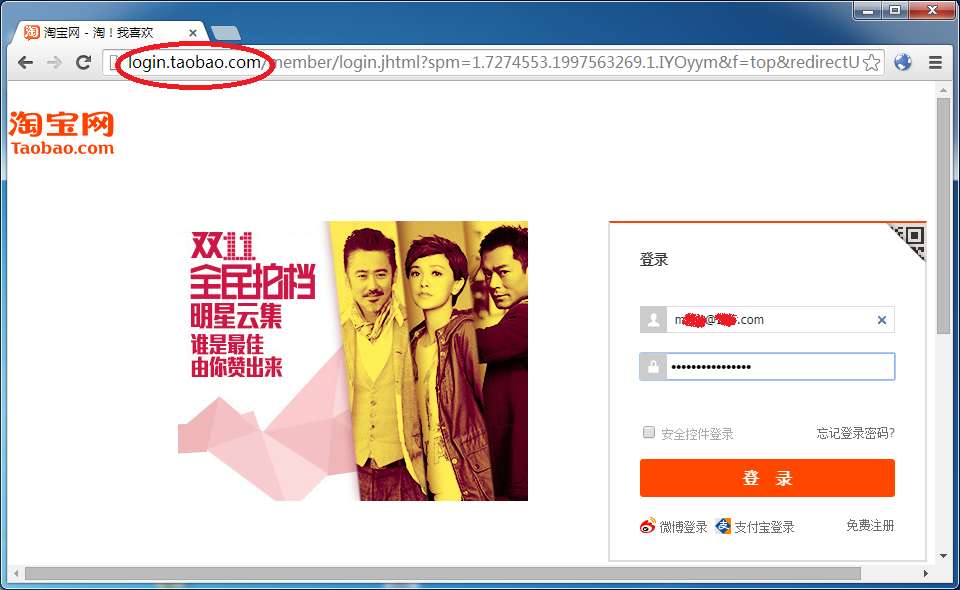 淘宝网 - 淘！我喜欢
login.taobao.com/member/login.jhtml?spm=1.7274553.1997563269.1.IYOyym&f=top&redirectU
淘宝网
Taobao.com
双11
全民拍档
明星云集
谁是最佳
由你赞出来
登录
.com
••••••••••••••••
安全控件登录
忘记登录密码?
登 录
微博登录
支付宝登录
免费注册